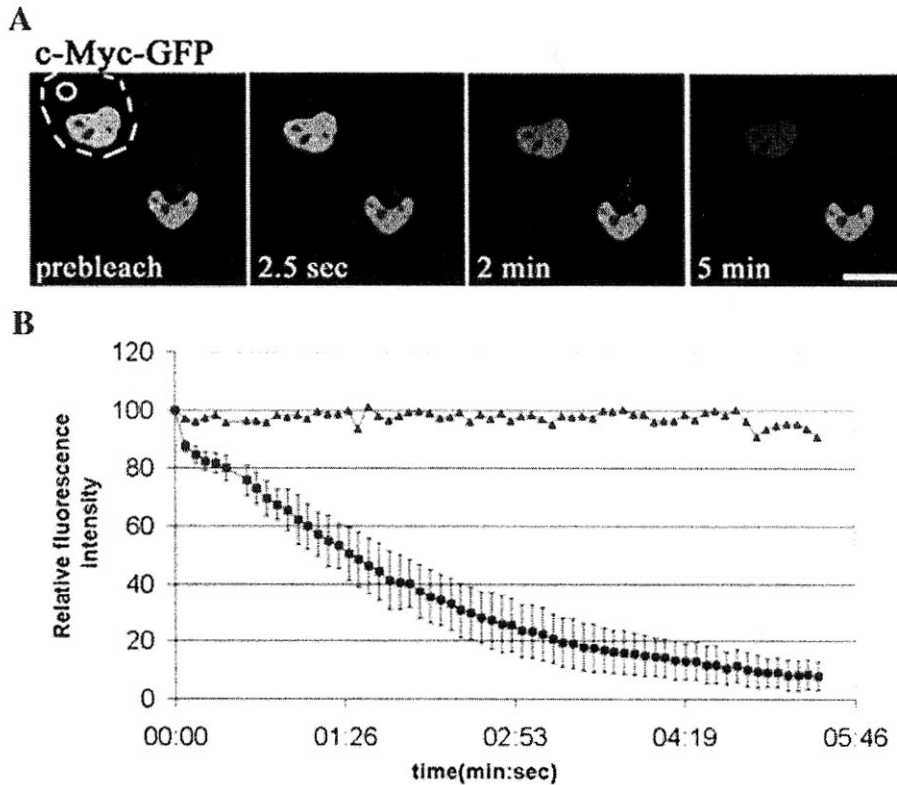 A
c-Myc-GFP
prebleach
2.5 sec
2 min
5 min
B
120
100
80
60
40
20
0
Relative fluorescence
intensity
00:00
01:26
02:53
04:19
05:46
time(min:sec)